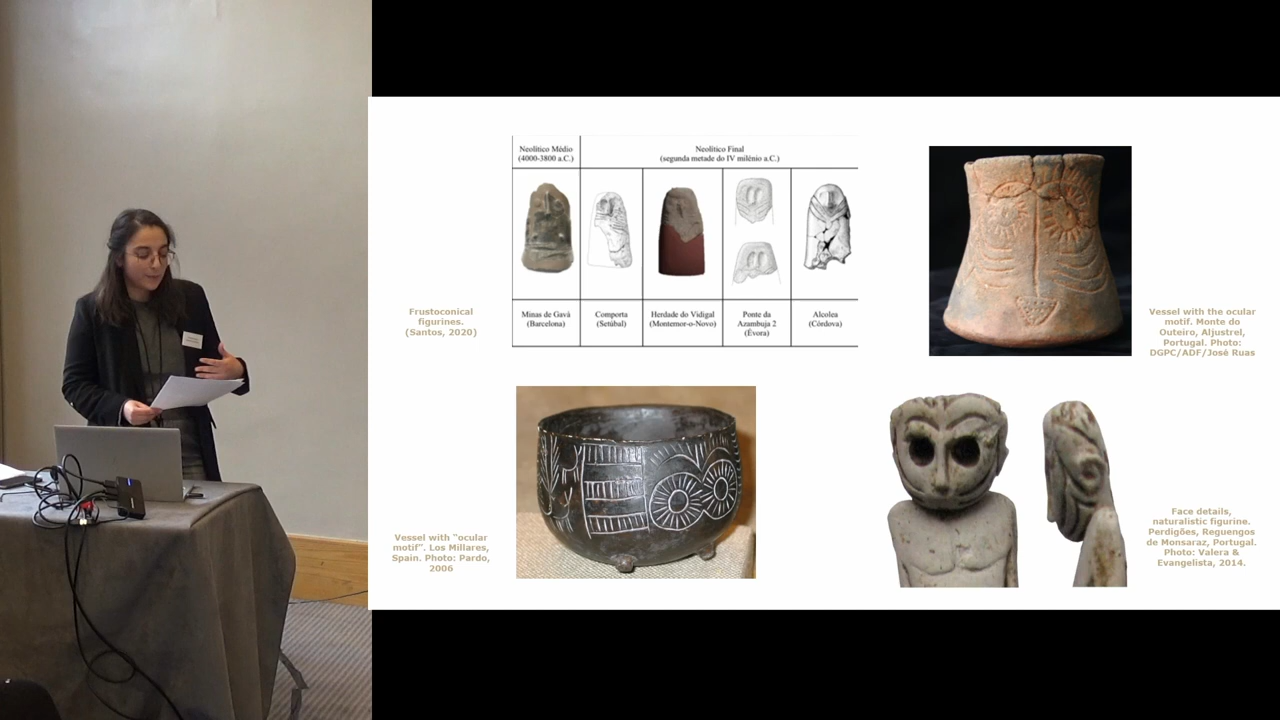 Neolítico Médio
(4000-3800 a.C.)
Neolítico Final
(segunda metade do IV milénio a.C.)
Minas de Gavà
(Barcelona)
Comporta
(Setúbal)
Herdade do Vidigal
(Montemor-o-Novo)
Ponte da
Azambuja 2
(Évora)
Alcolea
(Córdova)
Frustoconical
figurines.
(Santos, 2020)
Vessel with the ocular
motif. Monte do
Outeiro, Aljustrel,
Portugal. Photo:
DGPC/ADF/José Ruas
Vessel with “ocular
motif”. Los Millares,
Spain. Photo: Pardo,
2006
Face details,
naturalistic figurine.
Perdigões, Reguengos
de Monsaraz, Portugal.
Photo: Valera &
Evangelista, 2014.